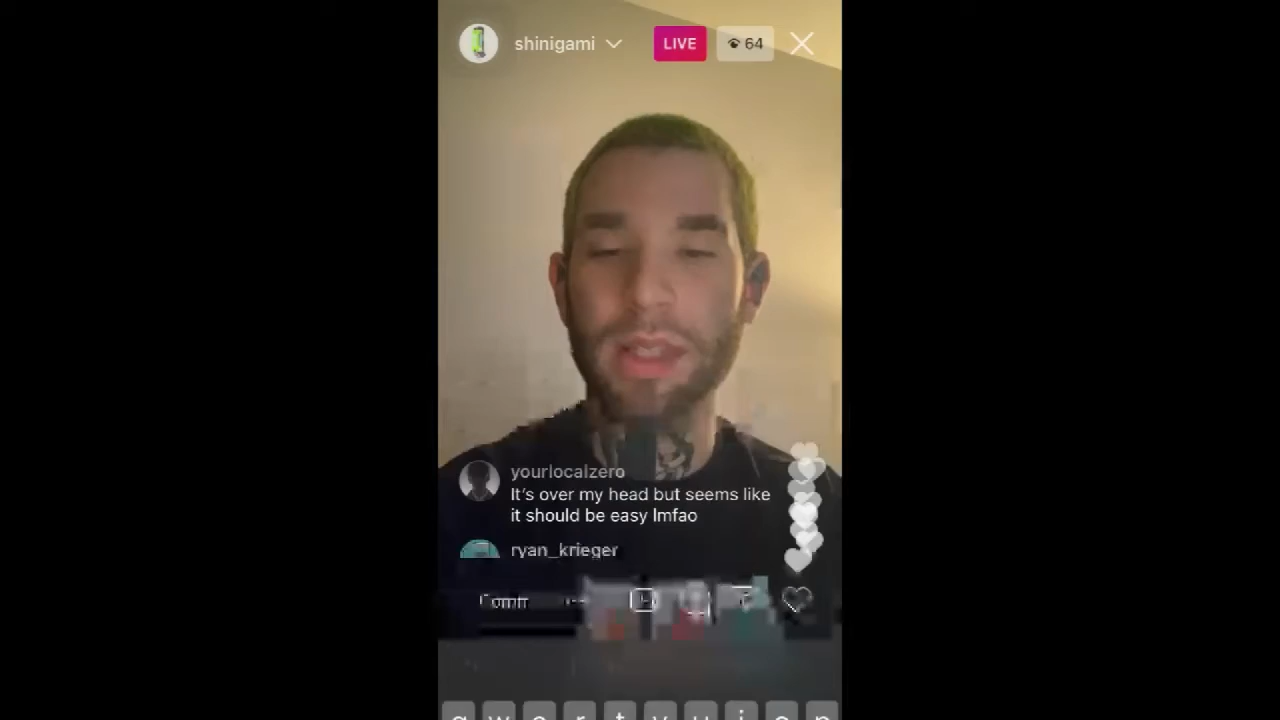 shinigami
LIVE
64
yourlocalzero
It's over my head but seems like
it should be easy lmfao
ryan_krieger